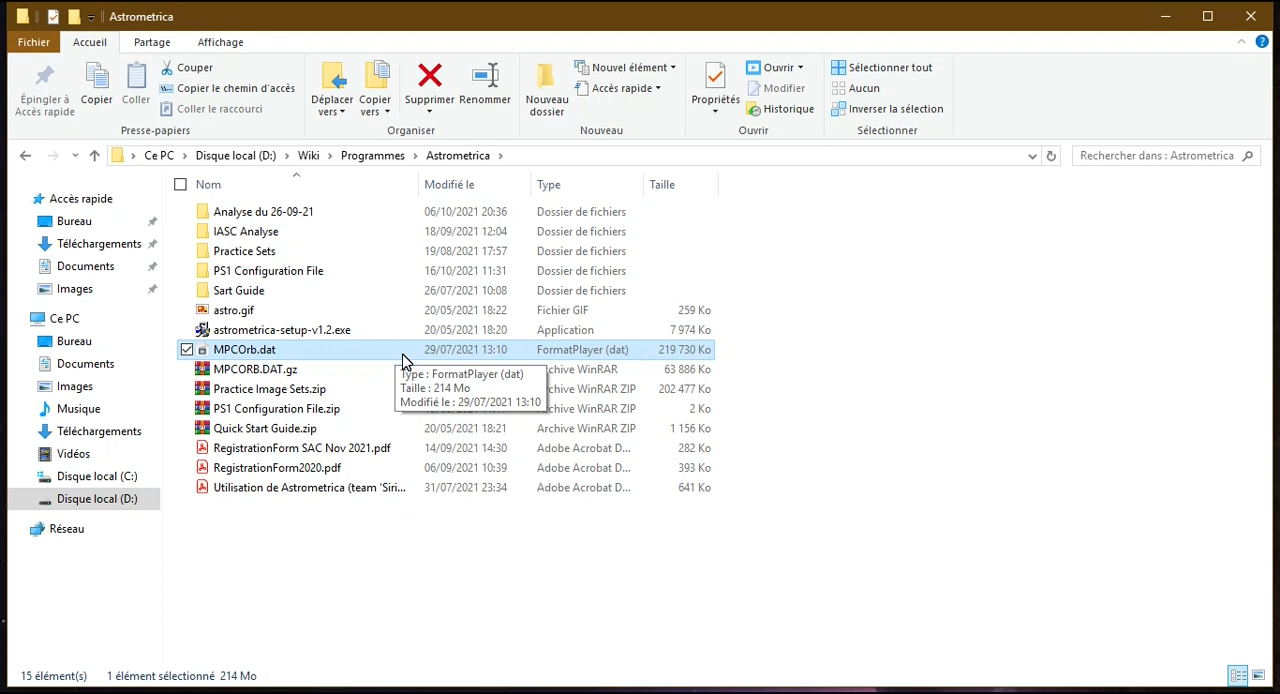 Astrometrica
Fichier Accueil Partage Affichage
Épingler à Accès rapide
Copier
Coller
Couper
Copier le chemin d'accès
Coller le raccourci
Presse-papiers
Déplacer vers
Copier vers
Supprimer
Renommer
Organiser
Nouveau dossier
Nouvel élément
Accès rapide
Nouveau
Propriétés
Ouvrir
Modifier
Historique
Ouvrir
Sélectionner tout
Aucun
Inverser la sélection
Sélectionner
Ce PC › Disque local (D:) › Wiki › Programmes › Astrometrica ›
Rechercher dans : Astrometrica
Accès rapide
Bureau
Téléchargements
Documents
Images
Ce PC
Bureau
Documents
Images
Musique
Téléchargements
Vidéos
Disque local (C:)
Disque local (D:)
Réseau
Nom Modifié le Type Taille
Analyse du 26-09-21 06/10/2021 20:36 Dossier de fichiers
IASC Analyse 18/09/2021 12:04 Dossier de fichiers
Practice Sets 19/08/2021 17:57 Dossier de fichiers
PS1 Configuration File 16/10/2021 11:31 Dossier de fichiers
Sart Guide 26/07/2021 10:08 Dossier de fichiers
astro.gif 20/05/2021 18:22 Fichier GIF 259 Ko
astrometrica-setup-v1.2.exe 20/05/2021 18:20 Application 7 974 Ko
MPCOrb.dat 29/07/2021 13:10 FormatPlayer (dat) 219 730 Ko
MPCORB.DAT.gz chive WinRAR 63 886 Ko
Practice Image Sets.zip chive WinRAR ZIP 202 477 Ko
PS1 Configuration File.zip chive WinRAR ZIP 2 Ko
Quick Start Guide.zip 20/05/2021 18:21 Archive WinRAR ZIP 1 156 Ko
RegistrationForm SAC Nov 2021.pdf 14/09/2021 14:30 Adobe Acrobat D... 282 Ko
RegistrationForm2020.pdf 06/09/2021 10:39 Adobe Acrobat D... 393 Ko
Utilisation de Astrometrica (team 'Siri... 31/07/2021 23:34 Adobe Acrobat D... 641 Ko
Type : FormatPlayer (dat)
Taille : 214 Mo
Modifié le : 29/07/2021 13:10
15 élément(s) 1 élément sélectionné 214 Mo